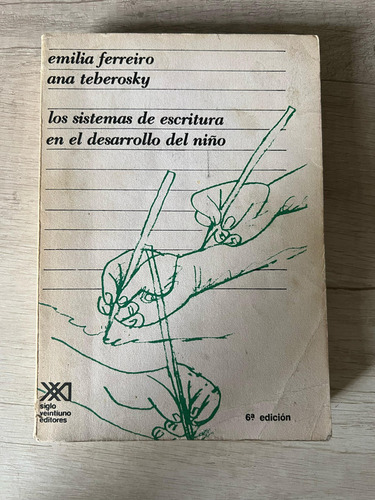 emilia ferreiro
ana teberosky
los sistemas de escritura
en el desarrollo del niño
siglo
veintiuno
editores
6ª edición